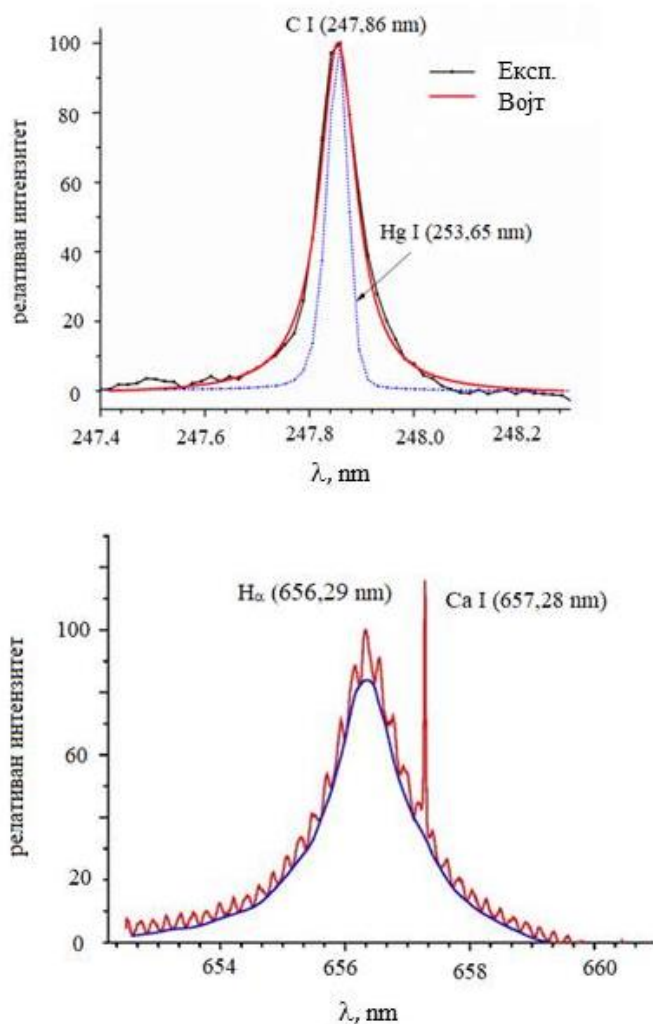 C I (247,86 nm)
100
80
60
40
20
0
релативан интензитет
Експ.
Војт
Hg I (253,65 nm)
247,4
247,6
247,8
248,0
248,2
λ, nm
Hα (656,29 nm)
Ca I (657,28 nm)
100
60
20
0
релативан интензитет
654
656
658
660
λ, nm